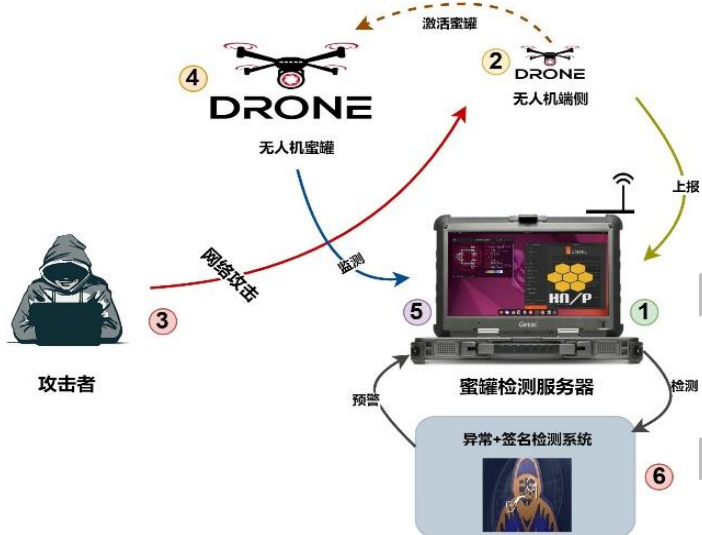 激活蜜罐
4
DRONE
无人机蜜罐
2
DRONE
无人机端侧
上报
网络攻击
监测
3
攻击者
HN/P
Getac
5
1
蜜罐检测服务器
预警
检测
异常+签名检测系统
6